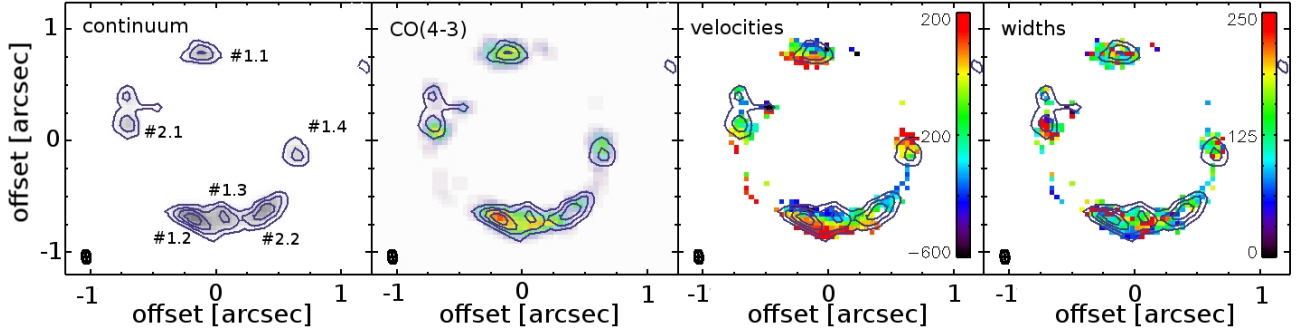 continuum
CO(4-3)
velocities
widths
200
-200
−600
250
125
0
#1.1
#2.1
#1.4
#1.3
#1.2
#2.2
1
0
-1
offset [arcsec]
-1 0 1
-1 0 1
-1 0 1
-1 0 1
offset [arcsec]
offset [arcsec]
offset [arcsec]
offset [arcsec]